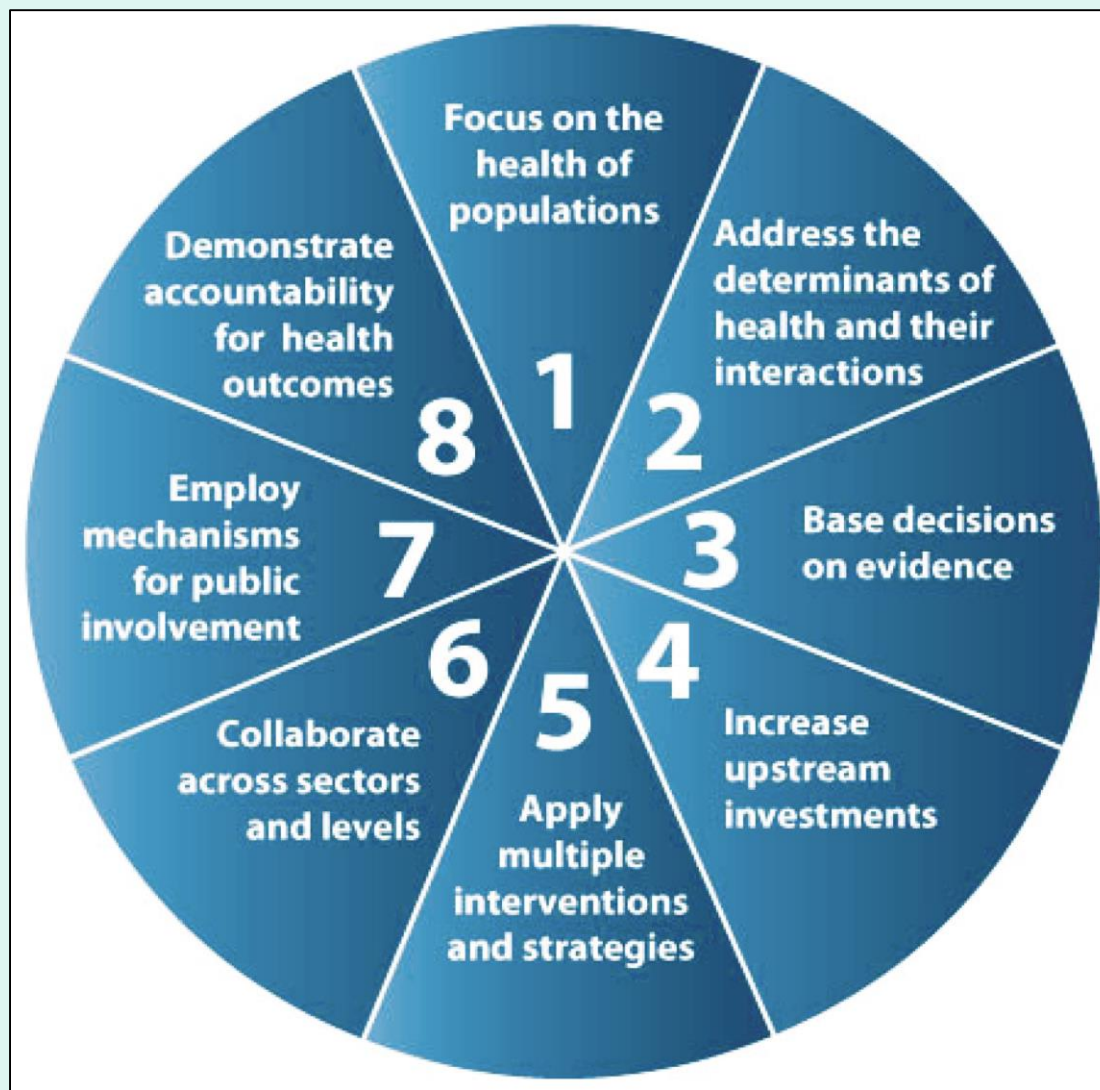 Focus on the
health of
populations
1
Address the
determinants of
health and their
interactions
2
Base decisions
on evidence
3
Increase
upstream
investments
4
Apply
multiple
interventions
and strategies
5
Collaborate
across sectors
and levels
6
Employ
mechanisms
for public
involvement
7
Demonstrate
accountability
for health
outcomes
8